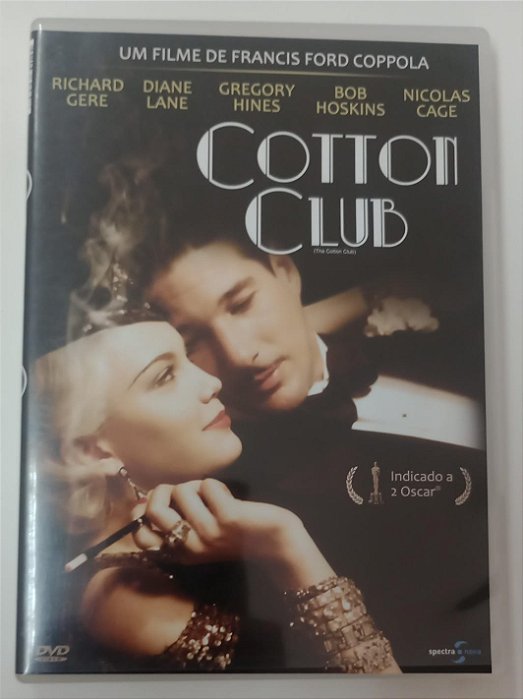 UM FILME DE FRANCIS FORD COPPOLA
RICHARD GERE
DIANE LANE
GREGORY HINES
BOB HOSKINS
NICOLAS CAGE
COTTON
CLUB
(The Cotton Club)
Indicado a
2 Oscar®
DVD
VIDEO
spectra nova